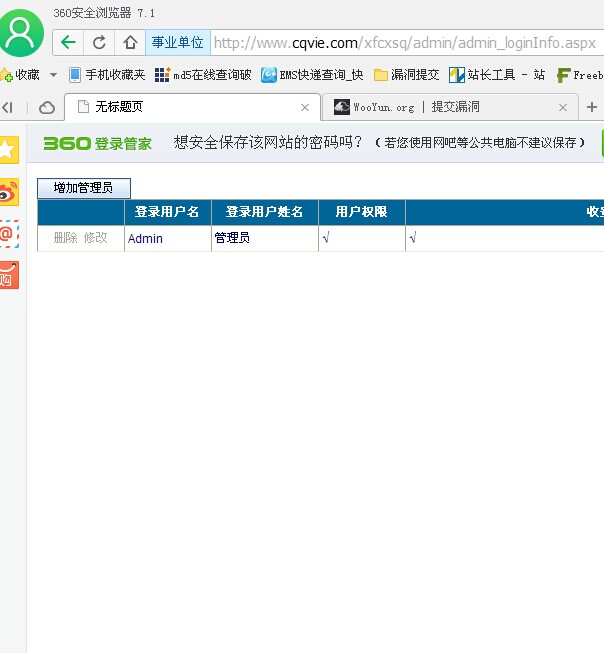 360安全浏览器 7.1
事业单位 http://www.cqvie.com/xfcxsq/admin/admin_loginInfo.aspx
收藏 手机收藏夹 md5在线查询破 EMS快递查询_快 漏洞提交 站长工具 - 站 Freeb
无标题页 WooYun.org | 提交漏洞
360登录管家 想安全保存该网站的密码吗？（若您使用网吧等公共电脑不建议保存）
增加管理员
登录用户名 登录用户姓名 用户权限
删除 修改 Admin 管理员 √ √
购